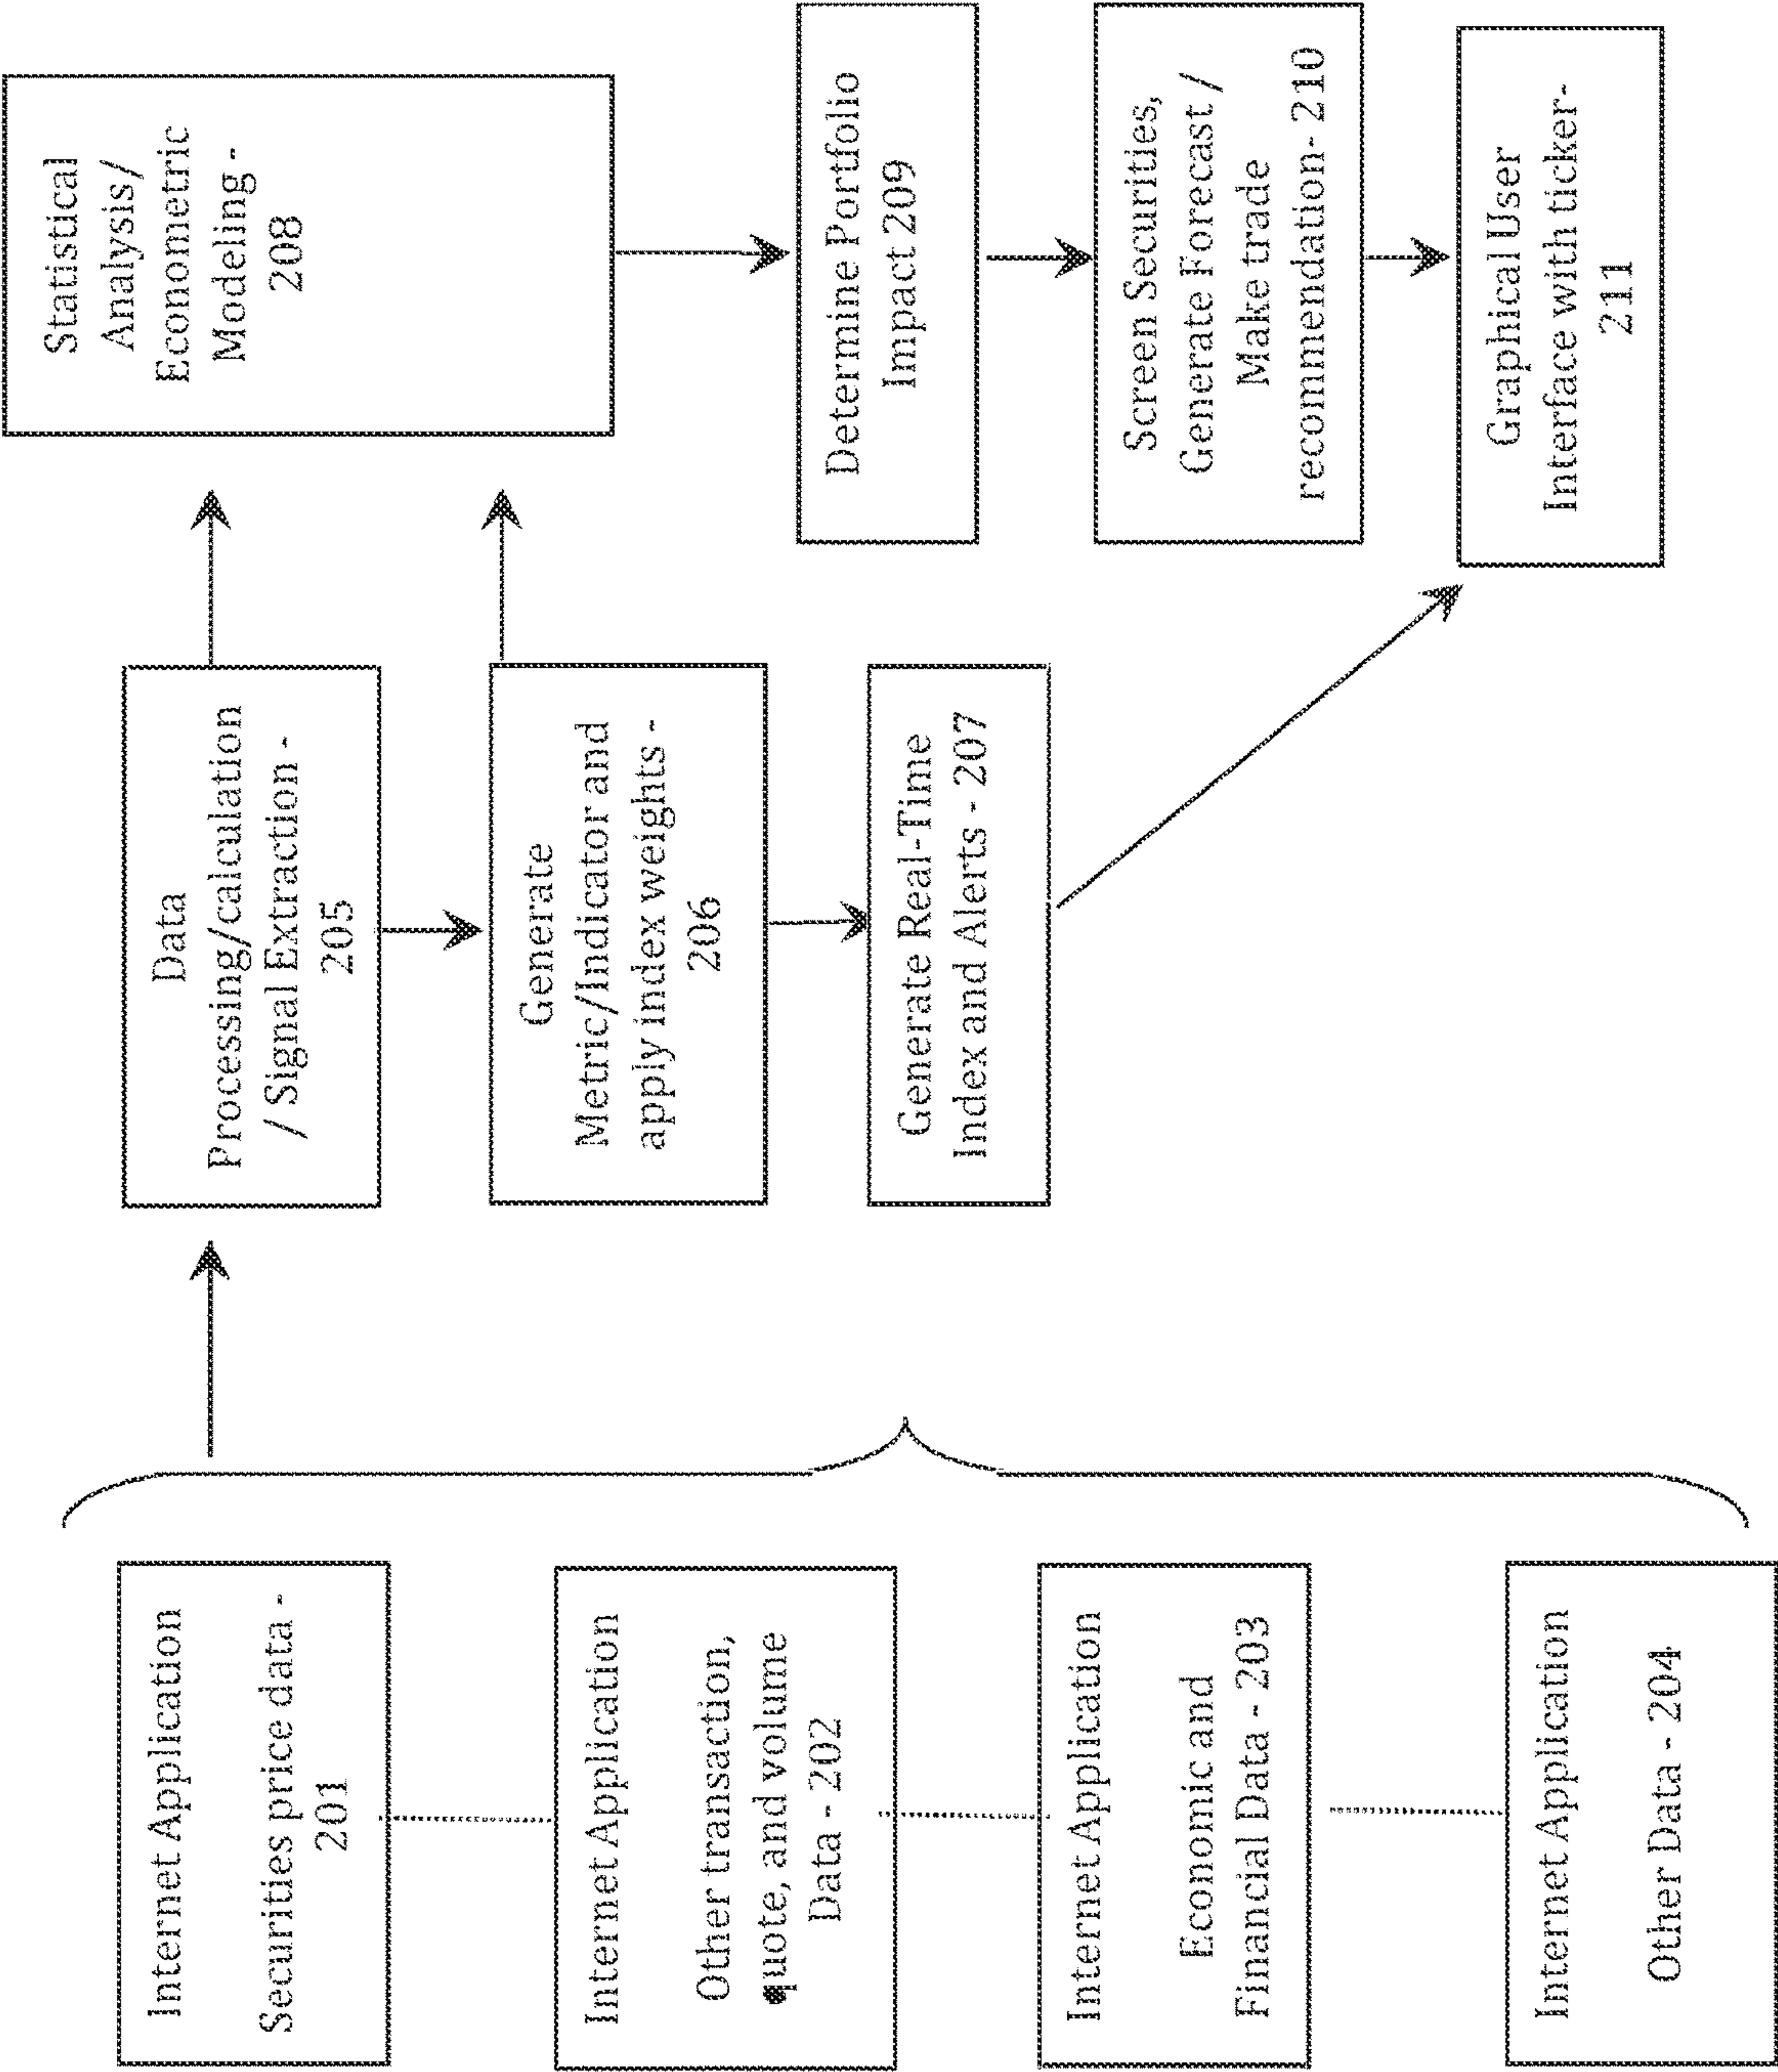 Internet Application
Securities price data -
201
Internet Application
Other transaction,
quote, and volume
Data - 202
Internet Application
Economic and
Financial Data - 203
Internet Application
Other Data - 204
Data
Processing/calculation
/ Signal Extraction -
205
Generate
Metric/Indicator and
apply index weights -
206
Generate Real-Time
Index and Alerts - 207
Statistical
Analysis/
Econometric
Modeling -
208
Determine Portfolio
Impact 209
Screen Securities,
Generate Forecast /
Make trade
recommendation- 210
Graphical User
Interface with ticker-
211